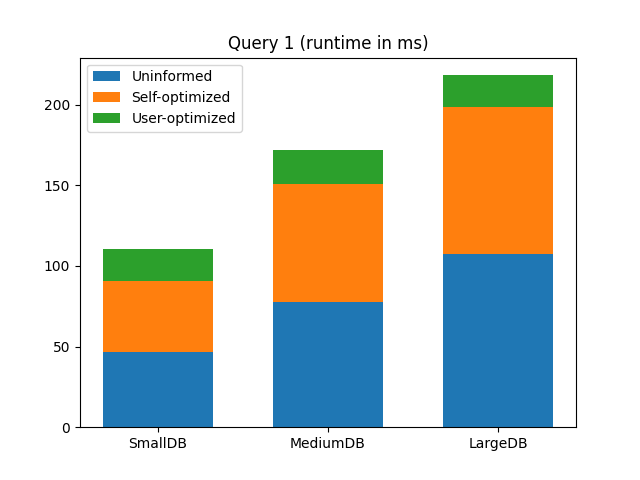 Query 1 (runtime in ms)
Uninformed
Self-optimized
User-optimized
200
150
100
50
0
SmallDB
MediumDB
LargeDB